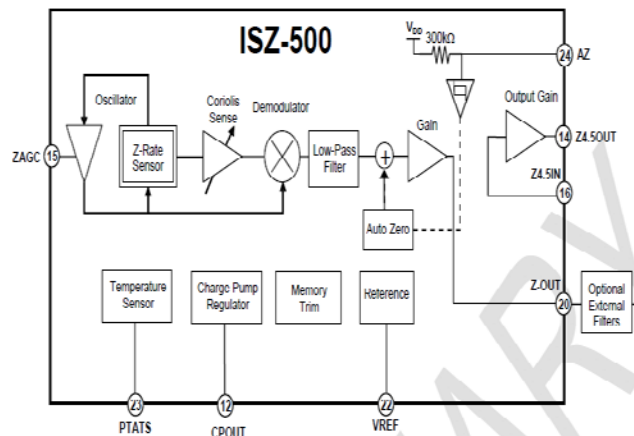 ISZ-500
VDD 300kΩ
24 AZ
Oscillator
Coriolis
Sense
Demodulator
Output Gain
Gain
ZAGC 15
Z-Rate
Sensor
Low-Pass
Filter
+
14 Z4.5OUT
Z4.5IN
16
Auto Zero
Temperature
Sensor
Charge Pump
Regulator
Memory
Trim
Reference
Z-OUT
20
Optional
External
Filters
23
PTATS
12
CPOUT
22
VREF